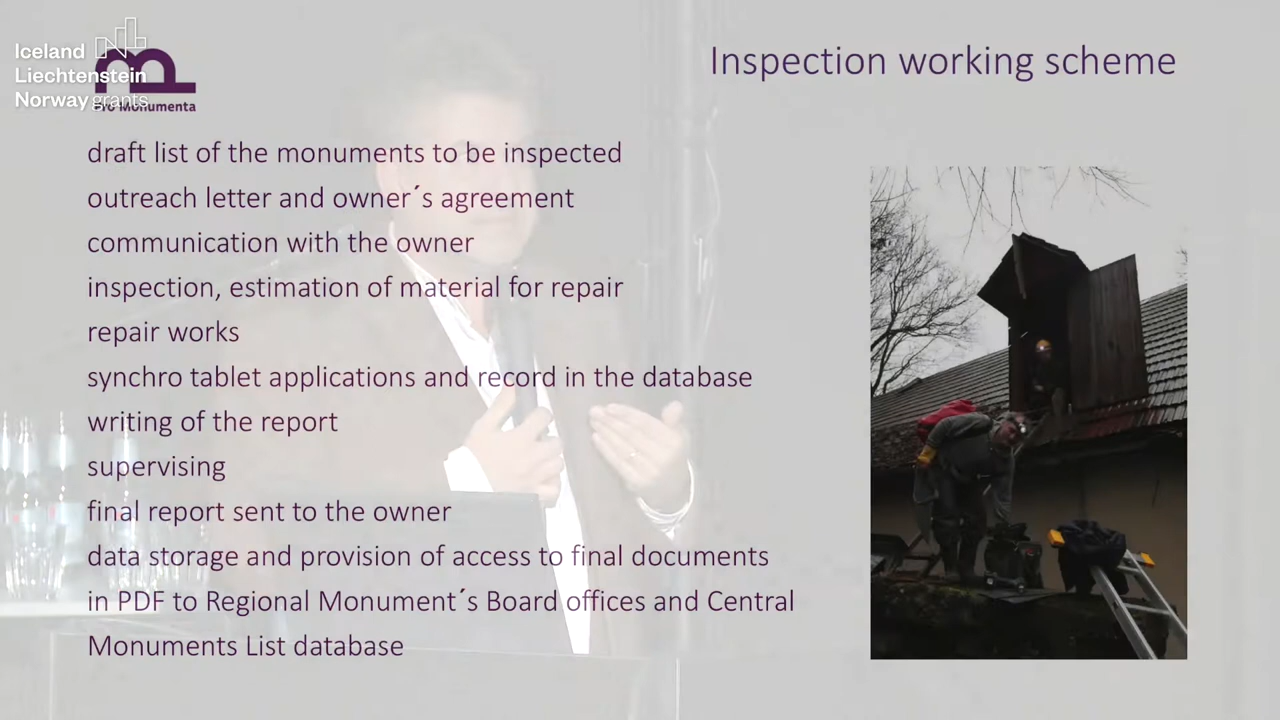 Iceland
Liechtenstein
Norway grants
Pro Monumenta
Inspection working scheme
draft list of the monuments to be inspected
outreach letter and owner´s agreement
communication with the owner
inspection, estimation of material for repair
repair works
synchro tablet applications and record in the database
writing of the report
supervising
final report sent to the owner
data storage and provision of access to final documents
in PDF to Regional Monument´s Board offices and Central
Monuments List database